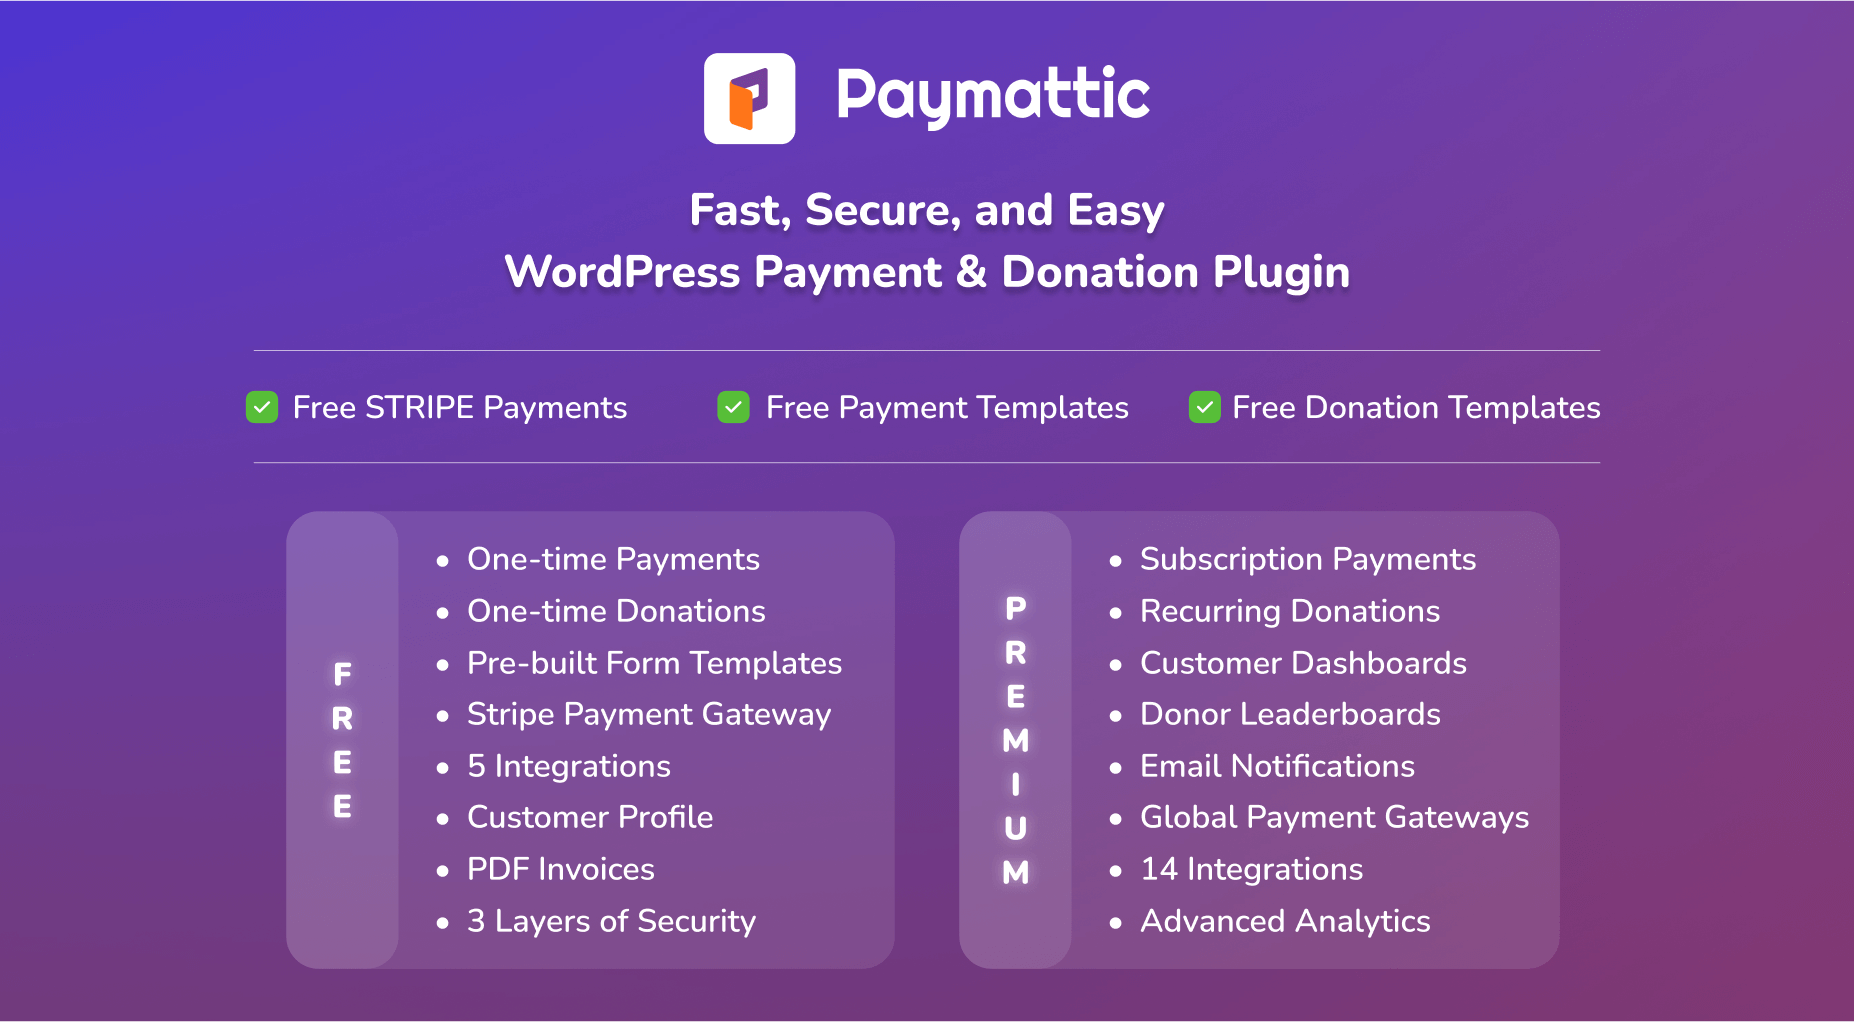 Paymattic
Fast, Secure, and Easy
WordPress Payment & Donation Plugin
Free STRIPE Payments
Free Payment Templates
Free Donation Templates
FREE
• One-time Payments
• One-time Donations
• Pre-built Form Templates
• Stripe Payment Gateway
• 5 Integrations
• Customer Profile
• PDF Invoices
• 3 Layers of Security
PREMIUM
• Subscription Payments
• Recurring Donations
• Customer Dashboards
• Donor Leaderboards
• Email Notifications
• Global Payment Gateways
• 14 Integrations
• Advanced Analytics